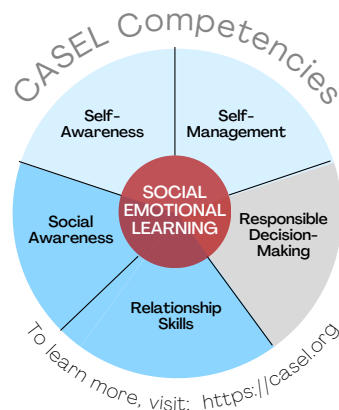 CASEL Competencies
Self-
Awareness
Self-
Management
SOCIAL
EMOTIONAL
LEARNING
Social
Awareness
Responsible
Decision-
Making
Relationship
Skills
To learn more, visit: https://casel.org